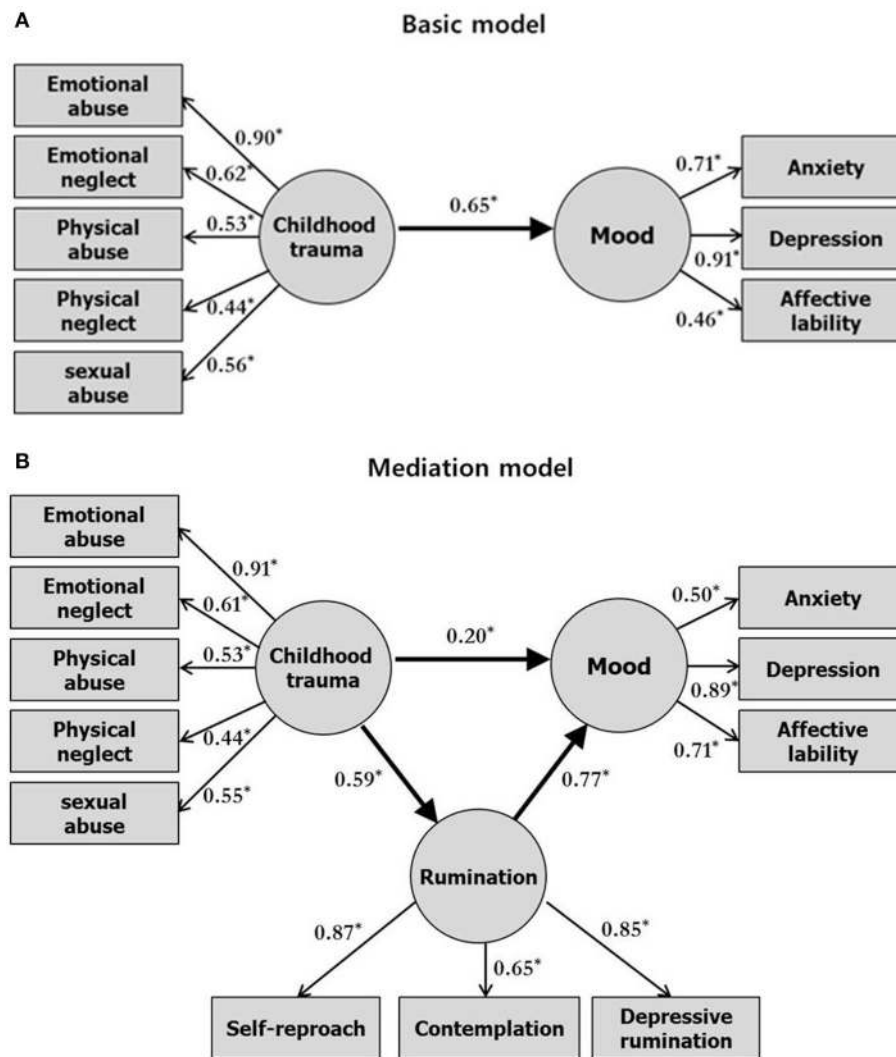 A
Basic model
Emotional
abuse
Emotional
neglect
Physical
abuse
Physical
neglect
sexual
abuse
0.90*
0.62*
0.53*
0.44*
0.56*
Childhood
trauma
0.65*
Mood
0.71*
0.91*
0.46*
Anxiety
Depression
Affective
lability
B
Mediation model
Emotional
abuse
Emotional
neglect
Physical
abuse
Physical
neglect
sexual
abuse
0.91*
0.61*
0.53*
0.44*
0.55*
Childhood
trauma
0.20*
Mood
0.50*
0.89*
0.71*
Anxiety
Depression
Affective
lability
0.59*
0.77*
Rumination
0.87*
0.65*
0.85*
Self-reproach
Contemplation
Depressive
rumination